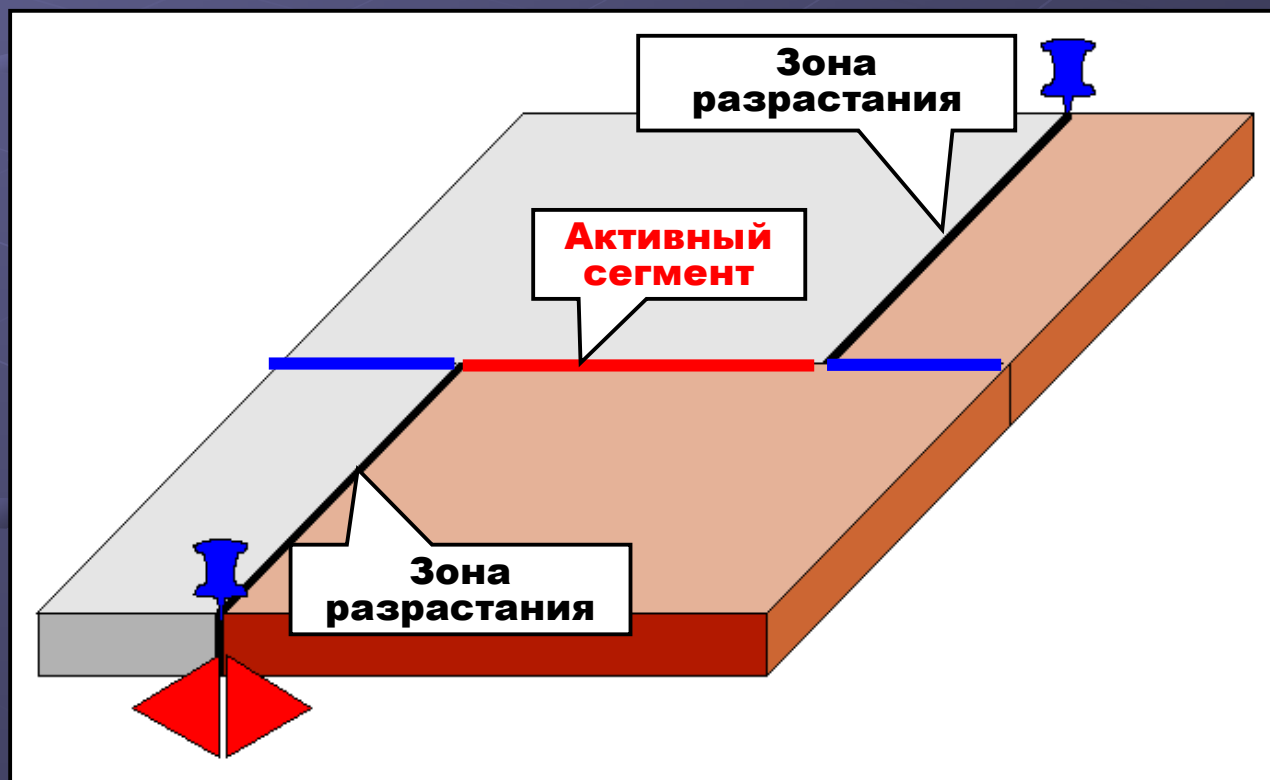 Зона
разрастания
Активный
сегмент
Зона
разрастания